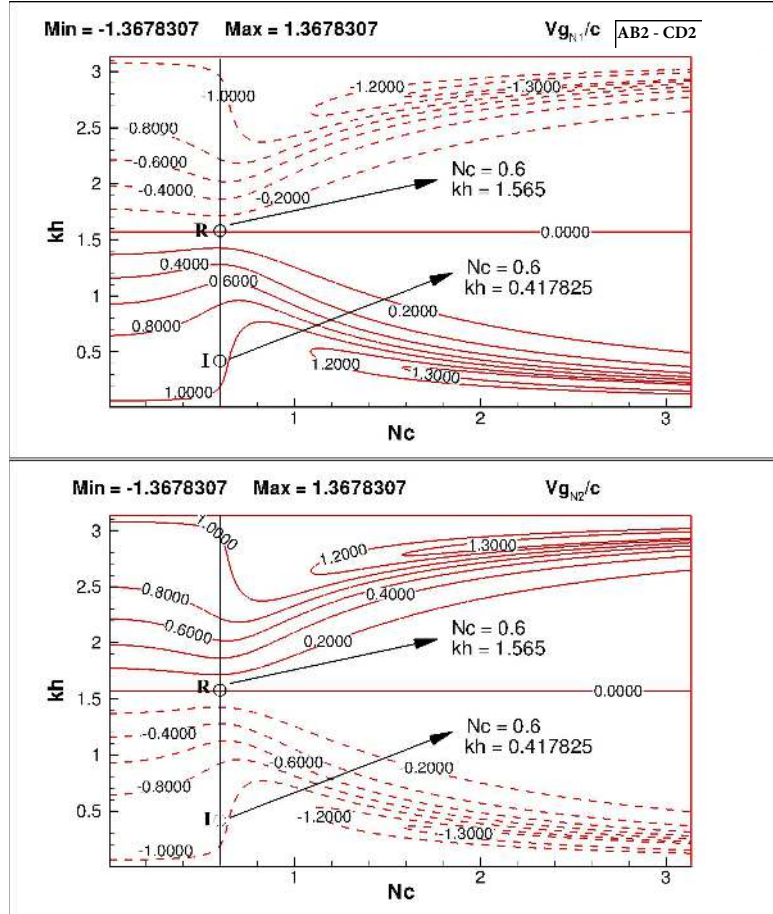 Min = -1.3678307 Max = 1.3678307 VgN1/c AB2 - CD2
3
2.5
2
1.5
1
0.5
kh
-1.0000
-1.2000
-1.3000
-0.8000
-0.6000
-0.4000
-0.2000
Nc = 0.6
kh = 1.565
R
0.0000
0.4000
0.6000
0.8000
Nc = 0.6
kh = 0.417825
0.2000
I
1.2000
1.3000
1.0000
1 2 3
Nc
Min = -1.3678307 Max = 1.3678307 VgN2/c
3
2.5
2
1.5
1
0.5
kh
1.0000
1.2000
1.3000
0.8000
0.4000
0.6000
0.2000
Nc = 0.6
kh = 1.565
R
0.0000
-0.4000
-0.6000
-0.8000
Nc = 0.6
kh = 0.417825
-0.2000
I
-1.2000
-1.3000
-1.0000
1 2 3
Nc